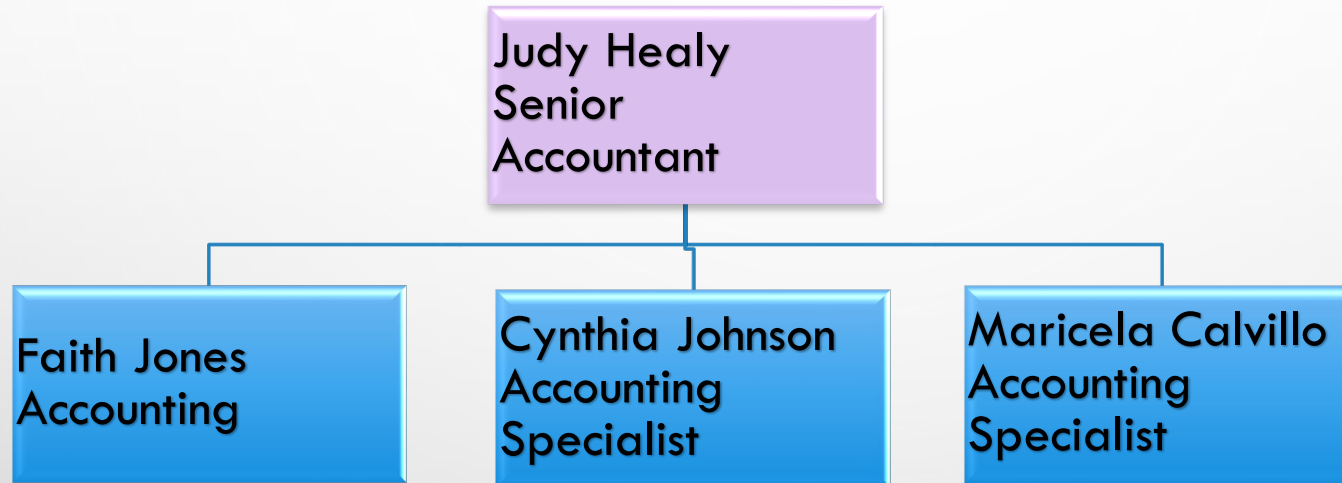 Judy Healy
Senior
Accountant
Faith Jones
Accounting
Cynthia Johnson
Accounting
Specialist
Maricela Calvillo
Accounting
Specialist